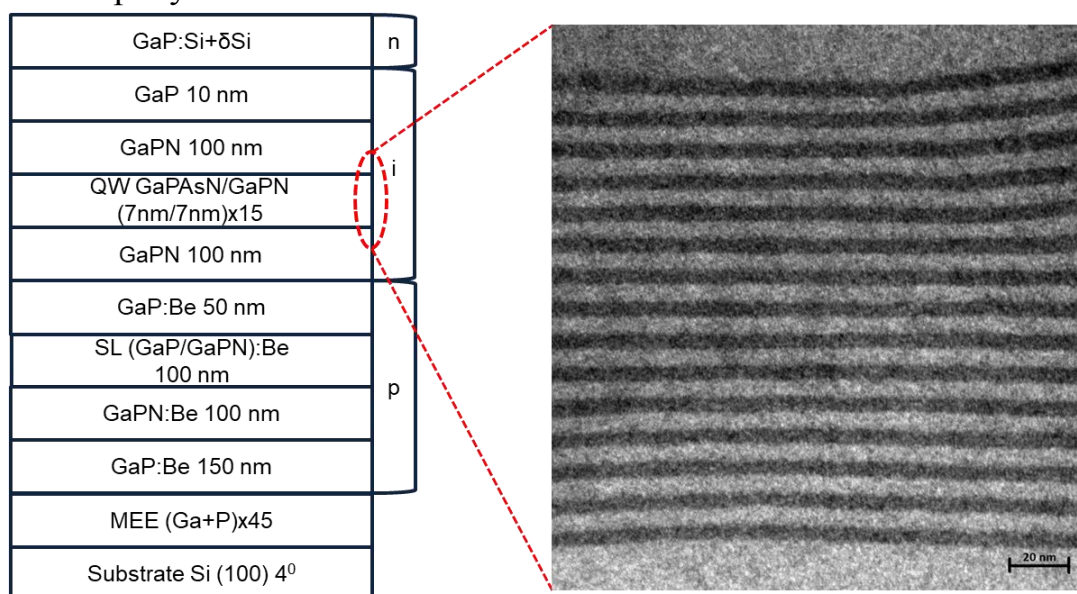 GaP:Si+δSi
n
GaP 10 nm
GaPN 100 nm
i
QW GaPAsN/GaPN
(7nm/7nm)x15
GaPN 100 nm
GaP:Be 50 nm
SL (GaP/GaPN):Be
100 nm
p
GaPN:Be 100 nm
GaP:Be 150 nm
MEE (Ga+P)x45
Substrate Si (100) 4⁰
20 nm